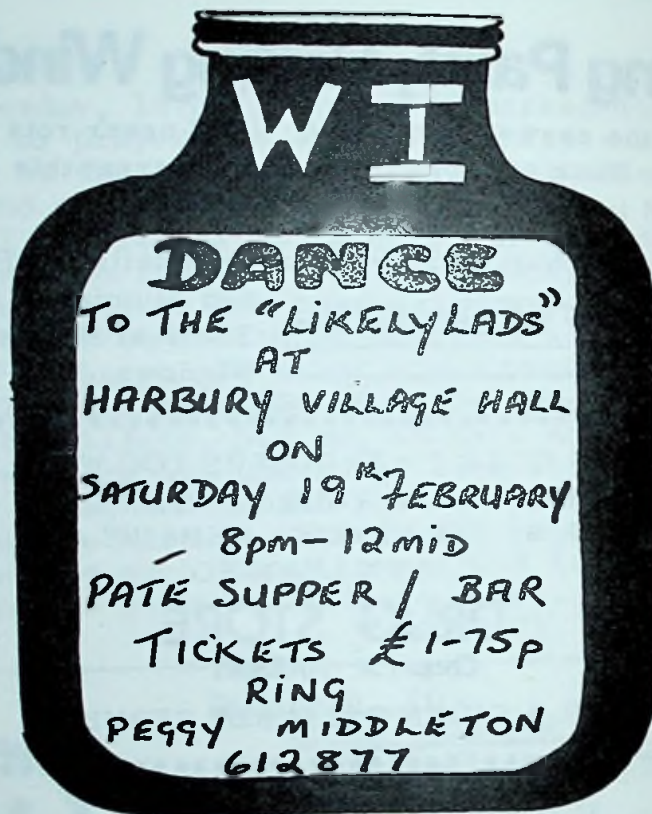 W I
DANCE
TO THE "LIKELY LADS"
AT
HARBURY VILLAGE HALL
ON
SATURDAY 19TH FEBRUARY
8pm-12mid
PATE SUPPER / BAR
TICKETS £1-75p
RING
PEGGY MIDDLETON
612877